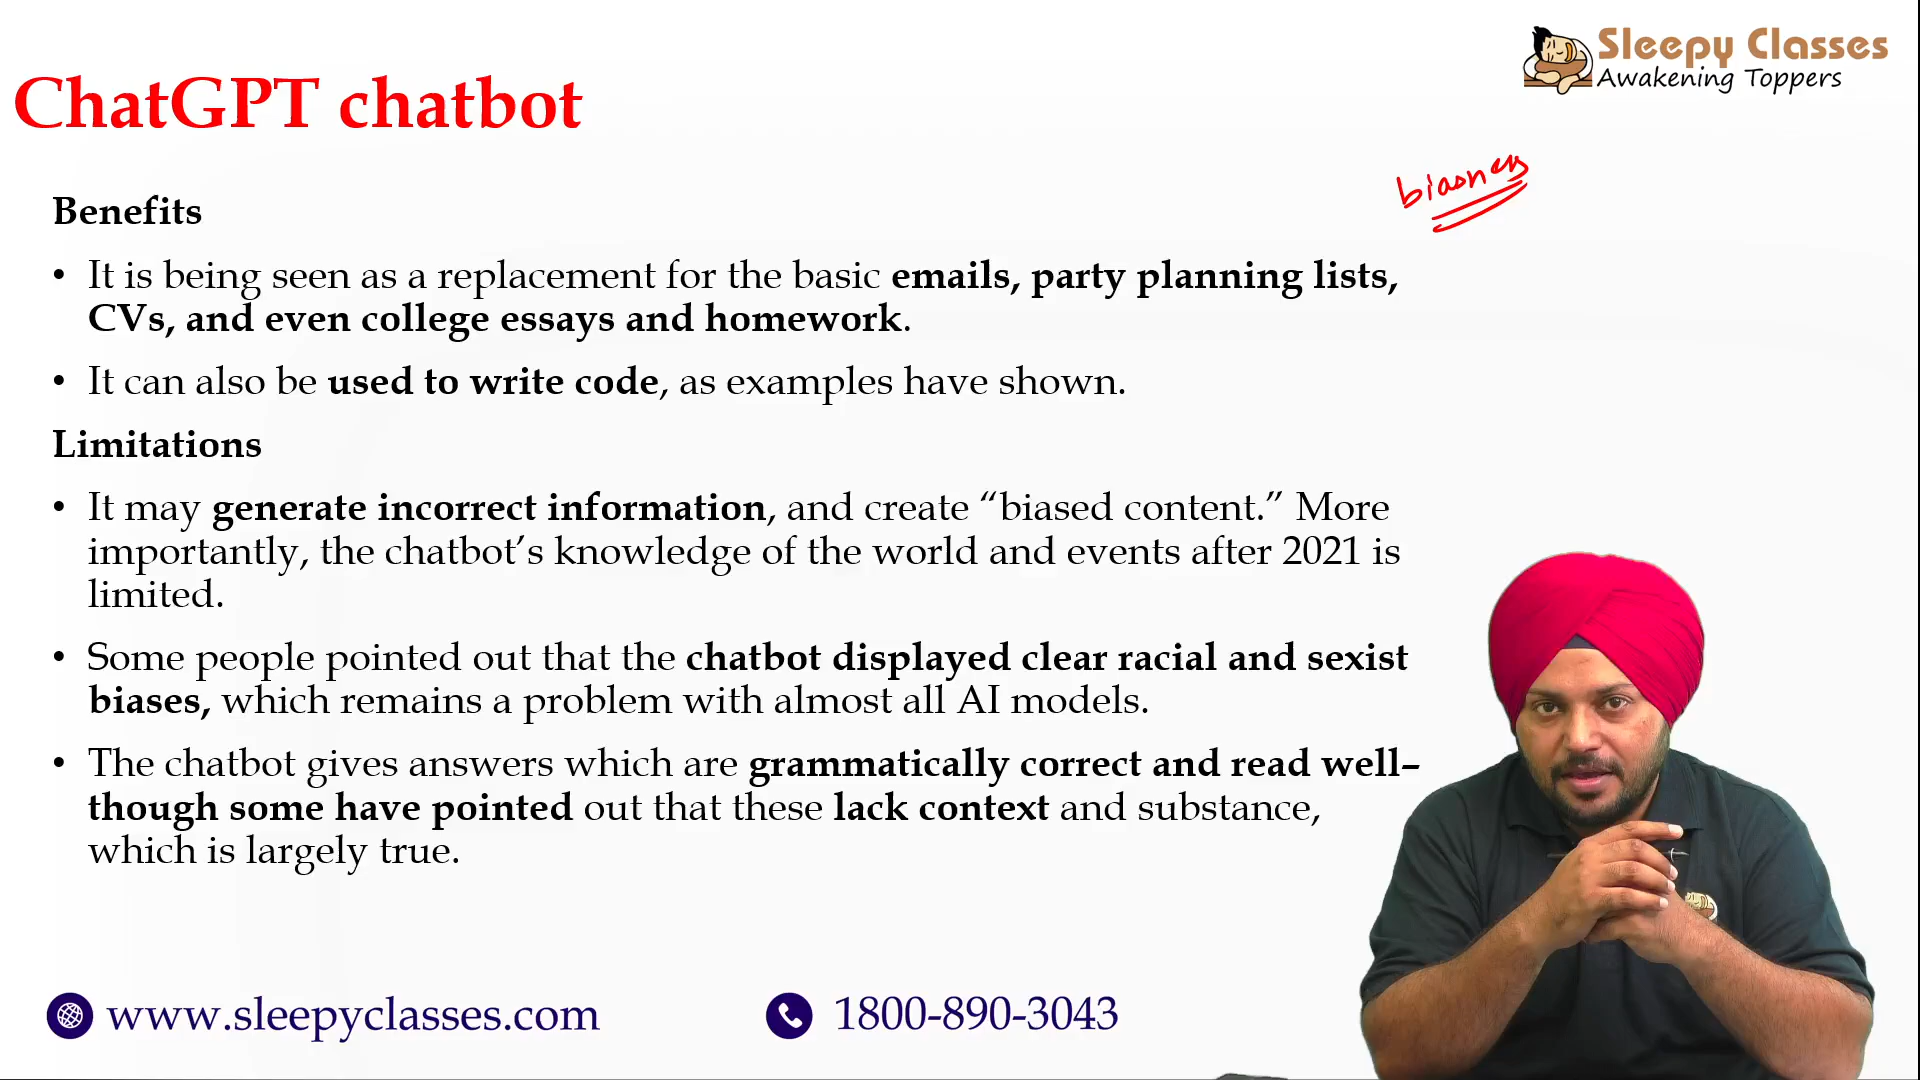 Sleepy Classes
Awakening Toppers
ChatGPT chatbot
biasness
Benefits
• It is being seen as a replacement for the basic emails, party planning lists,
CVs, and even college essays and homework.
• It can also be used to write code, as examples have shown.
Limitations
• It may generate incorrect information, and create “biased content.” More
importantly, the chatbot’s knowledge of the world and events after 2021 is
limited.
• Some people pointed out that the chatbot displayed clear racial and sexist
biases, which remains a problem with almost all AI models.
• The chatbot gives answers which are grammatically correct and read well–
though some have pointed out that these lack context and substance,
which is largely true.
www.sleepyclasses.com
1800-890-3043